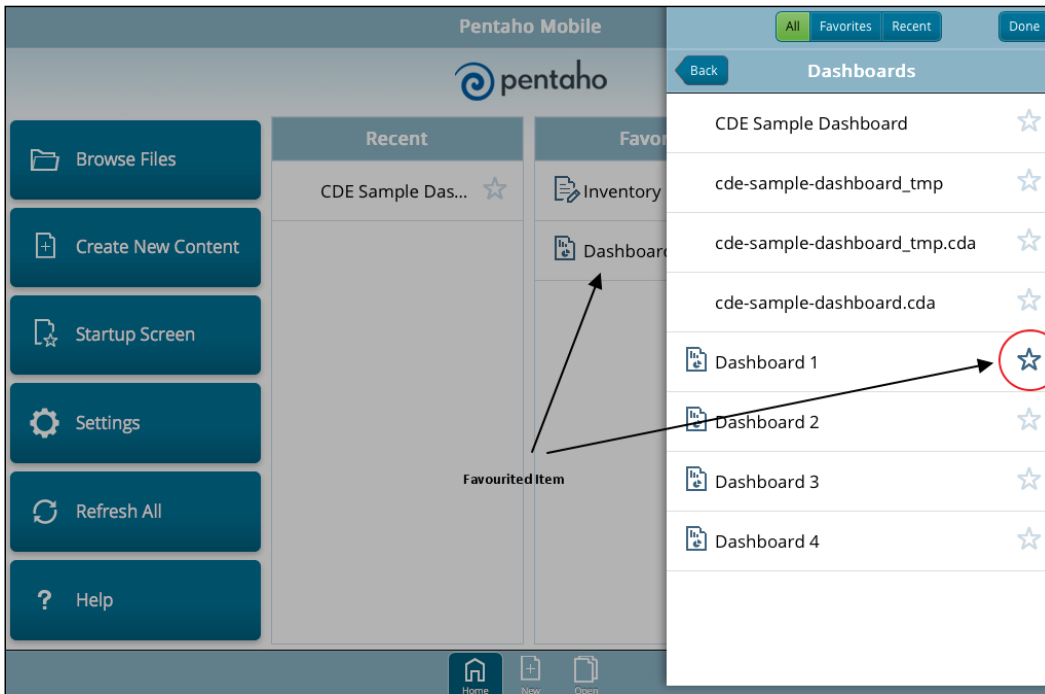 Pentaho Mobile
pentaho
Browse Files
Create New Content
Startup Screen
Settings
Refresh All
? Help
Recent
CDE Sample Das...
Favor
Inventory
Dashboard
Favourited Item
Home
New
Open
All
Favorites
Recent
Done
Back
Dashboards
CDE Sample Dashboard
cde-sample-dashboard_tmp
cde-sample-dashboard_tmp.cda
cde-sample-dashboard.cda
Dashboard 1
Dashboard 2
Dashboard 3
Dashboard 4